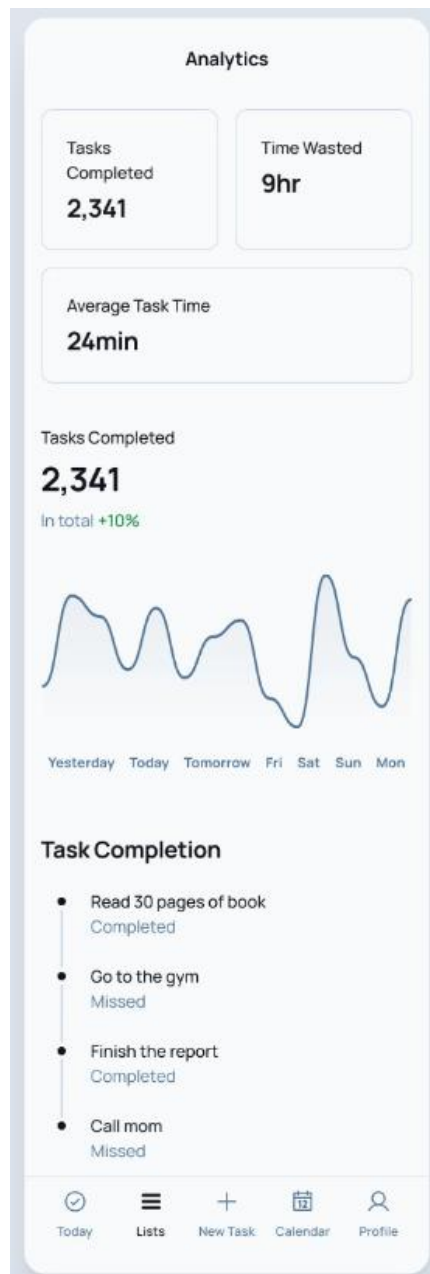 Analytics
Tasks
Completed
2,341
Time Wasted
9hr
Average Task Time
24min
Tasks Completed
2,341
In total +10%
Yesterday Today Tomorrow Fri Sat Sun Mon
Task Completion
Read 30 pages of book
Completed
Go to the gym
Missed
Finish the report
Completed
Call mom
Missed
12
Today Lists New Task Calendar Profile